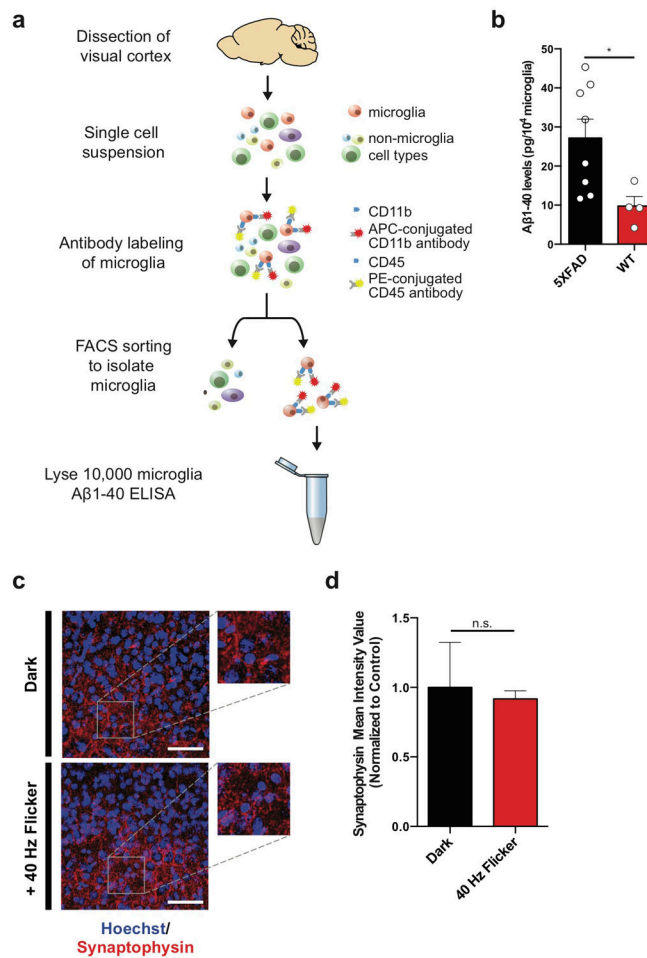 a
Dissection of
visual cortex
Single cell
suspension
microglia
non-microglia
cell types
Antibody labeling
of microglia
CD11b
APC-conjugated
CD11b antibody
CD45
PE-conjugated
CD45 antibody
FACS sorting
to isolate
microglia
Lyse 10,000 microglia
Aβ1-40 ELISA
b
Aβ1-40 levels (pg/10⁴ microglia)
50
40
30
20
10
0
*
5XFAD
WT
c
Dark
+ 40 Hz Flicker
Hoechst/
Synaptophysin
d
Synaptophysin Mean Intensity Value
(Normalized to Control)
1.5
1.0
0.5
0.0
n.s.
Dark
40 Hz Flicker